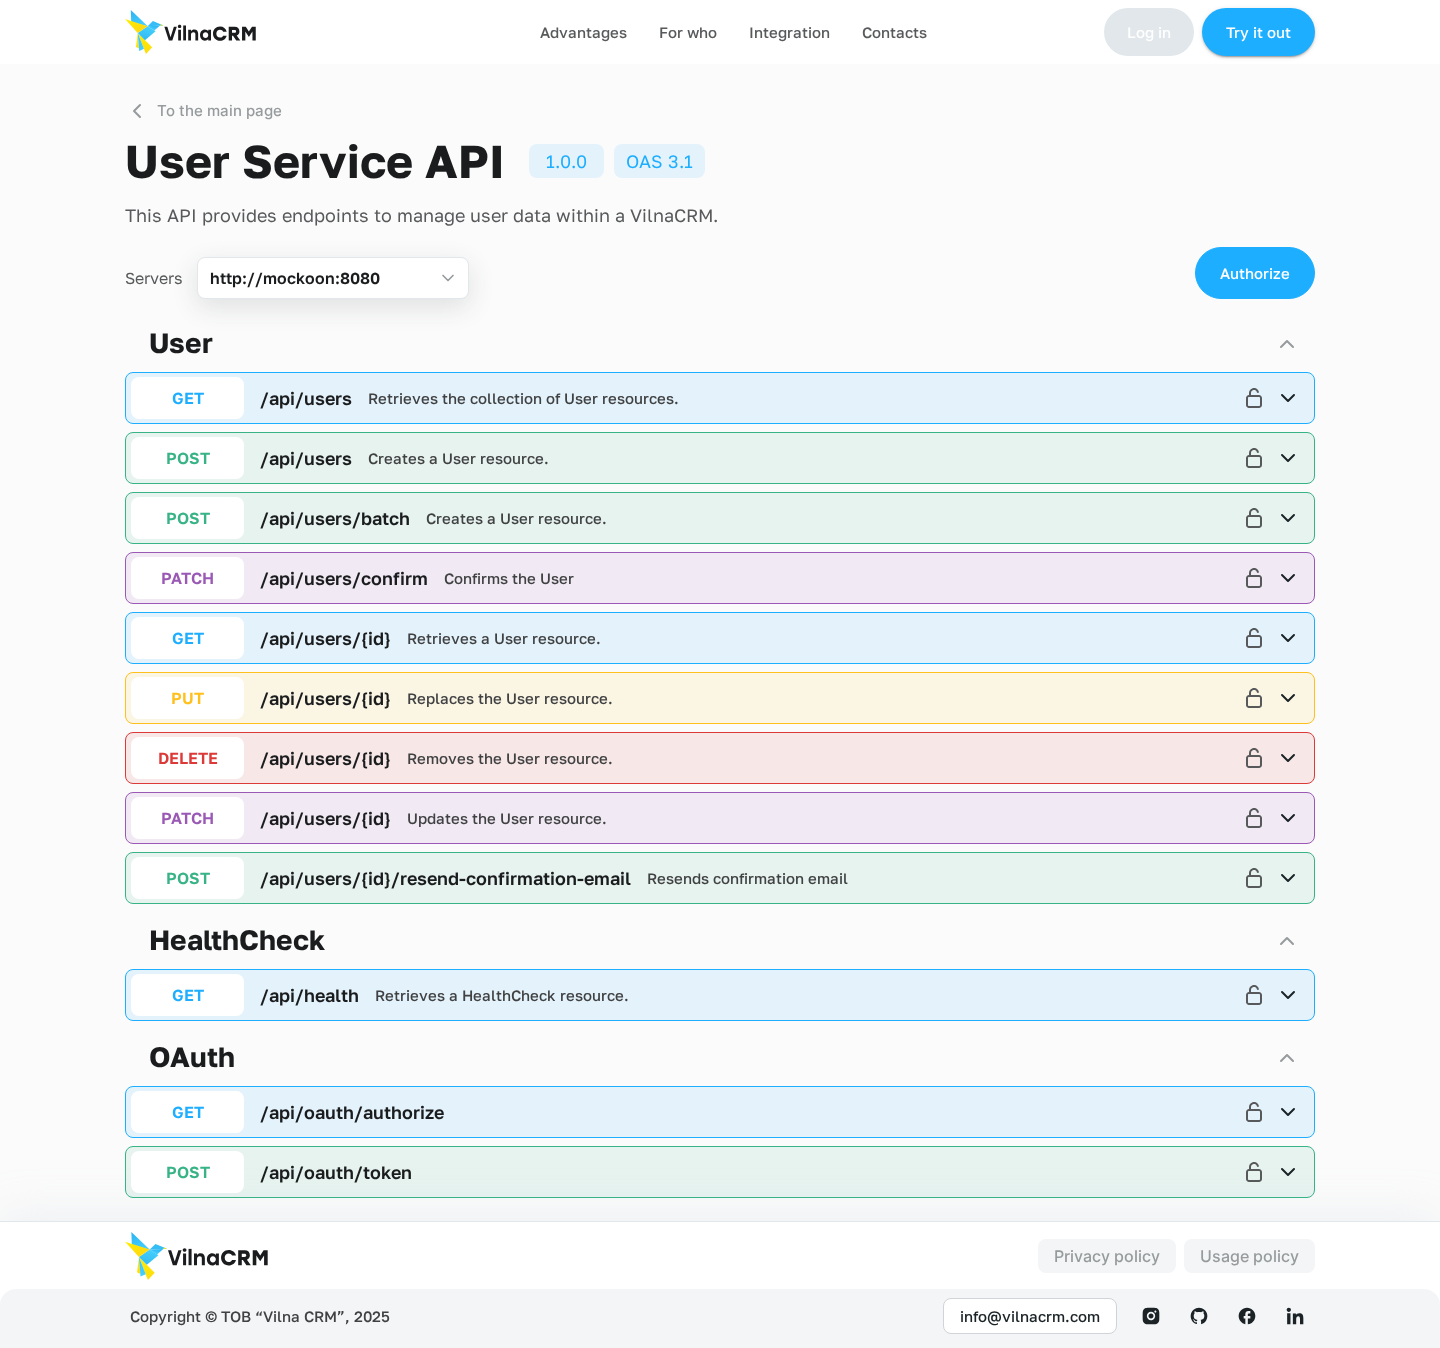 VilnaCRM Advantages For who Integration Contacts Log in Try it out
To the main page
User Service API 1.0.0 OAS 3.1
This API provides endpoints to manage user data within a VilnaCRM.
Servers http://mockoon:8080 Authorize
User
GET /api/users Retrieves the collection of User resources.
POST /api/users Creates a User resource.
POST /api/users/batch Creates a User resource.
PATCH /api/users/confirm Confirms the User
GET /api/users/{id} Retrieves a User resource.
PUT /api/users/{id} Replaces the User resource.
DELETE /api/users/{id} Removes the User resource.
PATCH /api/users/{id} Updates the User resource.
POST /api/users/{id}/resend-confirmation-email Resends confirmation email
HealthCheck
GET /api/health Retrieves a HealthCheck resource.
OAuth
GET /api/oauth/authorize
POST /api/oauth/token
VilnaCRM Privacy policy Usage policy
Copyright © ТОВ “Vilna CRM”, 2025 info@vilnacrm.com